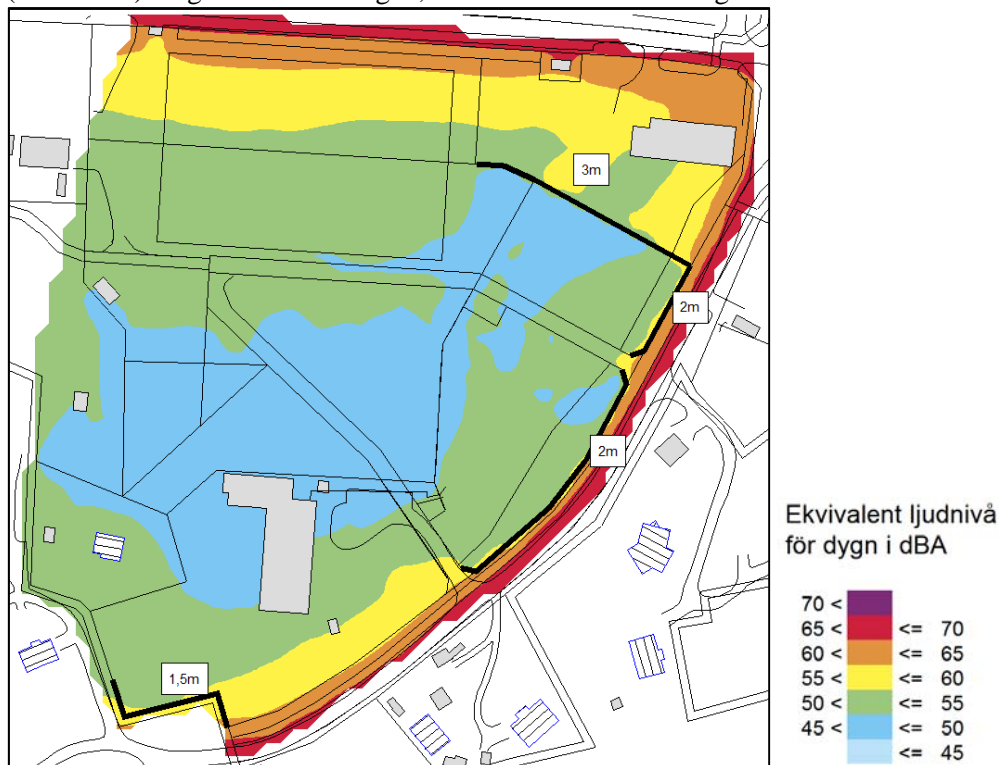 3m
2m
2m
1,5m
Ekvivalent ljudnivå
för dygn i dBA
70 <
65 < <= 70
60 < <= 65
55 < <= 60
50 < <= 55
45 < <= 50
<= 45